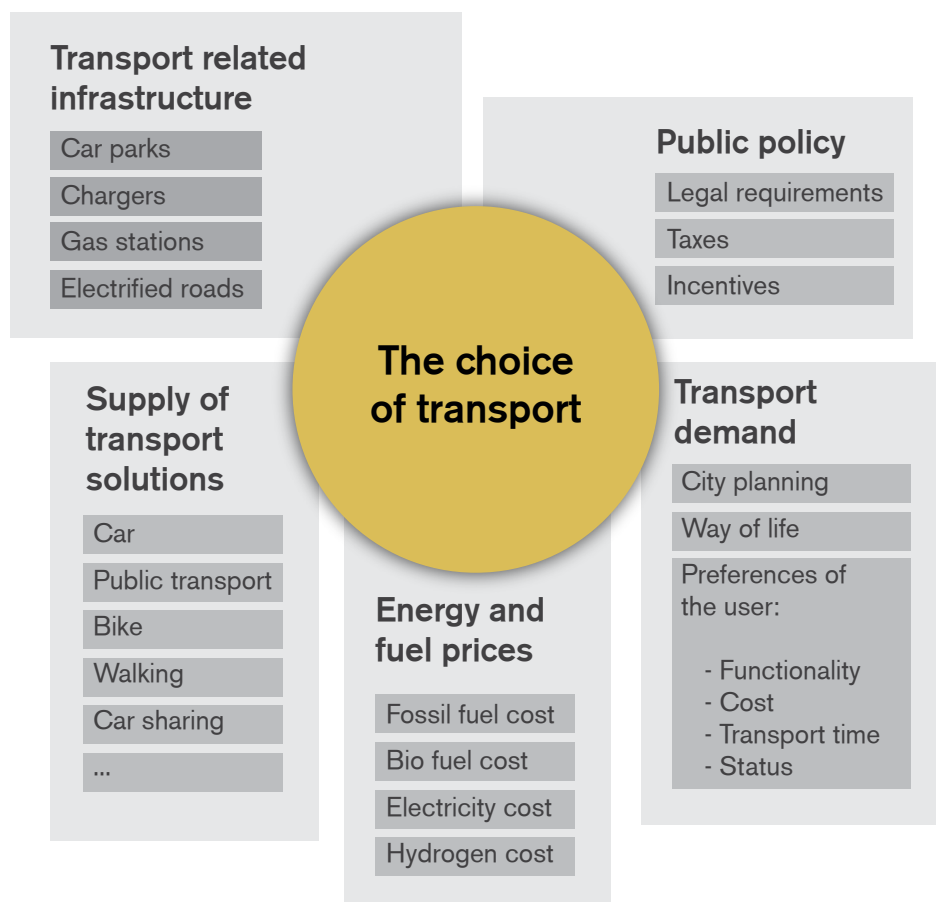 Transport related
infrastructure
Car parks
Chargers
Gas stations
Electrified roads
Public policy
Legal requirements
Taxes
Incentives
The choice
of transport
Supply of
transport
solutions
Car
Public transport
Bike
Walking
Car sharing
...
Energy and
fuel prices
Fossil fuel cost
Bio fuel cost
Electricity cost
Hydrogen cost
Transport
demand
City planning
Way of life
Preferences of
the user:
- Functionality
- Cost
- Transport time
- Status